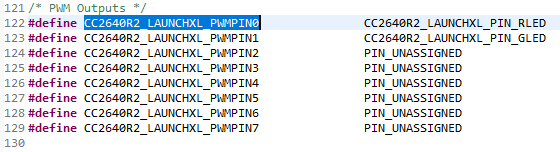 121 /* PWM Outputs */
122 #define CC2640R2_LAUNCHXL_PWMPIN0 CC2640R2_LAUNCHXL_PIN_RLED
123 #define CC2640R2_LAUNCHXL_PWMPIN1 CC2640R2_LAUNCHXL_PIN_GLED
124 #define CC2640R2_LAUNCHXL_PWMPIN2 PIN_UNASSIGNED
125 #define CC2640R2_LAUNCHXL_PWMPIN3 PIN_UNASSIGNED
126 #define CC2640R2_LAUNCHXL_PWMPIN4 PIN_UNASSIGNED
127 #define CC2640R2_LAUNCHXL_PWMPIN5 PIN_UNASSIGNED
128 #define CC2640R2_LAUNCHXL_PWMPIN6 PIN_UNASSIGNED
129 #define CC2640R2_LAUNCHXL_PWMPIN7 PIN_UNASSIGNED
130